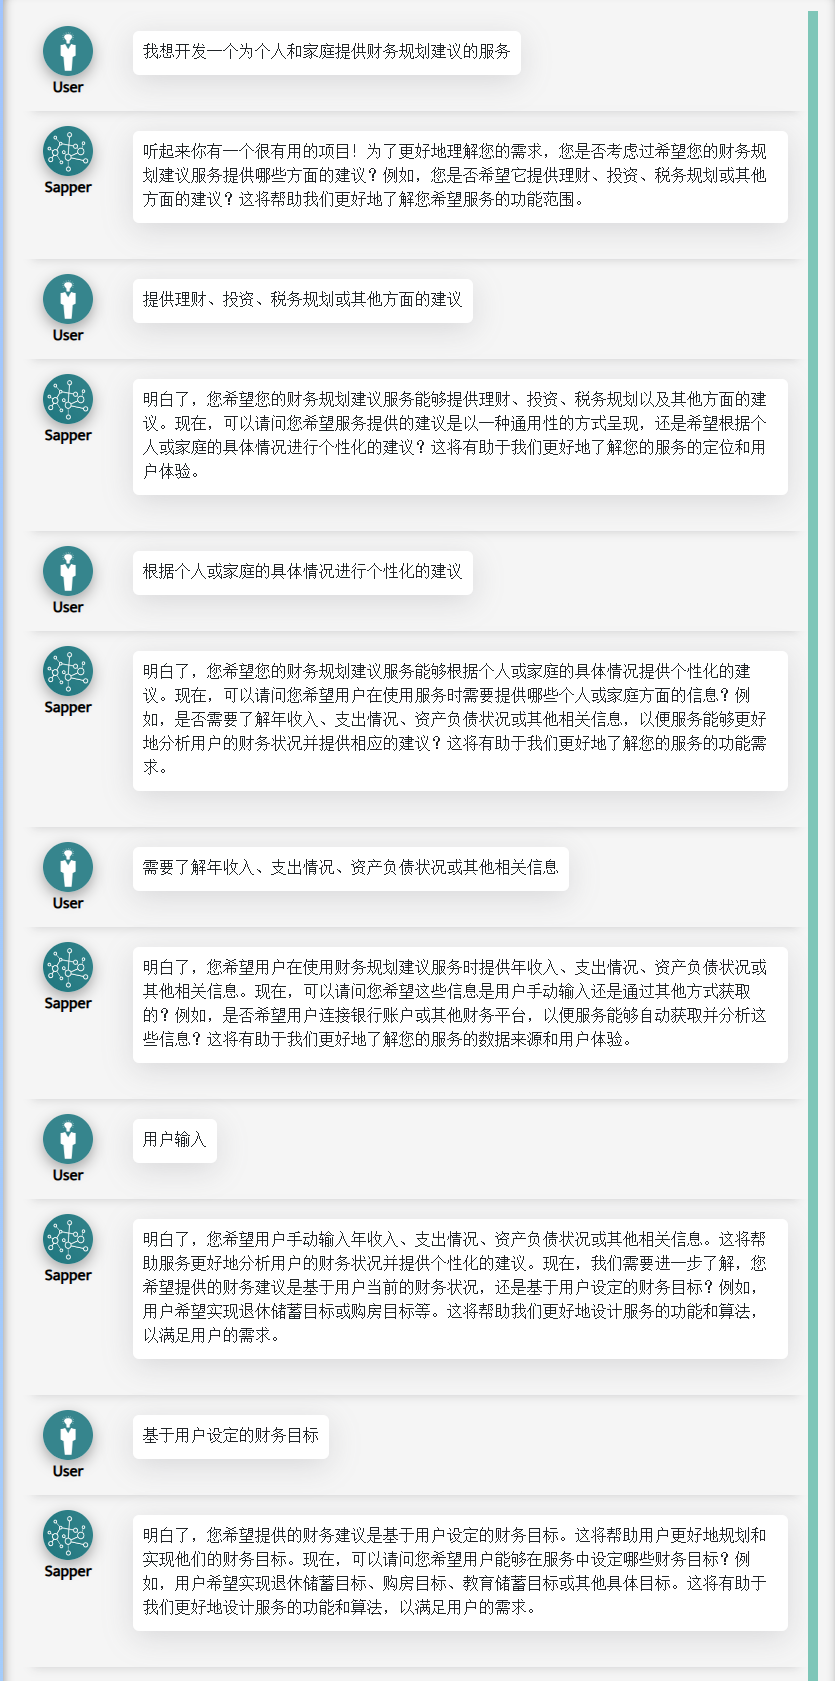 我想开发一个为个人和家庭提供财务规划建议的服务
User
听起来你有一个很有用的项目！为了更好地理解您的需求，您是否考虑过希望您的财务规
划建议服务提供哪些方面的建议？例如，您是否希望它提供理财、投资、税务规划或其他
方面的建议？这将帮助我们更好地了解您希望服务的功能范围。
Sapper
提供理财、投资、税务规划或其他方面的建议
User
明白了，您希望您的财务规划建议服务能够提供理财、投资、税务规划以及其他方面的建
议。现在，可以请问您希望服务提供的建议是以一种通用性的方式呈现，还是希望根据个
人或家庭的具体情况进行个性化的建议？这将有助于我们更好地了解您的服务的定位和用
户体验。
Sapper
根据个人或家庭的具体情况进行个性化的建议
User
明白了，您希望您的财务规划建议服务能够根据个人或家庭的具体情况提供个性化的建
议。现在，可以请问您希望用户在使用服务时需要提供哪些个人或家庭方面的信息？例
如，是否需要了解年收入、支出情况、资产负债状况或其他相关信息，以便服务能够更好
地分析用户的财务状况并提供相应的建议？这将有助于我们更好地了解您的服务的功能需
求。
Sapper
需要了解年收入、支出情况、资产负债状况或其他相关信息
User
明白了，您希望用户在使用财务规划建议服务时提供年收入、支出情况、资产负债状况或
其他相关信息。现在，可以请问您希望这些信息是用户手动输入还是通过其他方式获取
的？例如，是否希望用户连接银行账户或其他财务平台，以便服务能够自动获取并分析这
些信息？这将有助于我们更好地了解您的服务的数据来源和用户体验。
Sapper
用户输入
User
明白了，您希望用户手动输入年收入、支出情况、资产负债状况或其他相关信息。这将帮
助服务更好地分析用户的财务状况并提供个性化的建议。现在，我们需要进一步了解，您
希望提供的财务建议是基于用户当前的财务状况，还是基于用户设定的财务目标？例如，
用户希望实现退休储蓄目标或购房目标等。这将帮助我们更好地设计服务的功能和算法，
以满足用户的需求。
Sapper
基于用户设定的财务目标
User
明白了，您希望提供的财务建议是基于用户设定的财务目标。这将帮助用户更好地规划和
实现他们的财务目标。现在，可以请问您希望用户能够在服务中设定哪些财务目标？例
如，用户希望实现退休储蓄目标、购房目标、教育储蓄目标或其他具体目标。这将有助于
我们更好地设计服务的功能和算法，以满足用户的需求。
Sapper